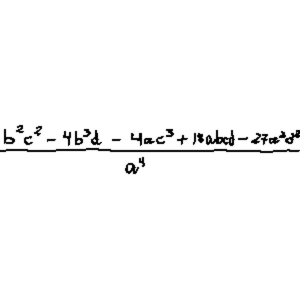 b²c² - 4b³d - 4ac³ + 18abcd - 27a²d²
a⁴